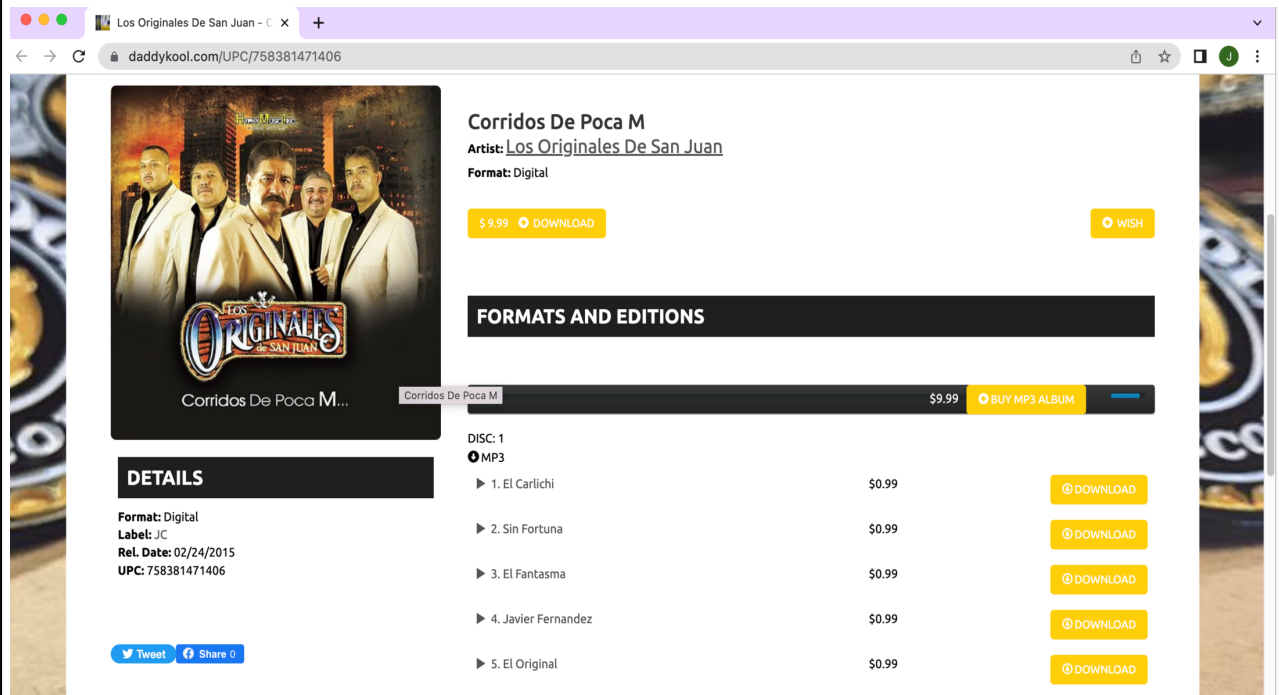 Los Originales De San Juan - C
daddykool.com/UPC/758381471406
J
LOS
ORIGINALES
de SAN JUAN
Corridos De Poca M...
Corridos De Poca M
Artist: Los Originales De San Juan
Format: Digital
$ 9.99 DOWNLOAD
WISH
FORMATS AND EDITIONS
Corridos De Poca M
$9.99 BUY MP3 ALBUM
DISC: 1
MP3
1. El Carlichi $0.99 DOWNLOAD
2. Sin Fortuna $0.99 DOWNLOAD
3. El Fantasma $0.99 DOWNLOAD
4. Javier Fernandez $0.99 DOWNLOAD
5. El Original $0.99 DOWNLOAD
DETAILS
Format: Digital
Label: JC
Rel. Date: 02/24/2015
UPC: 758381471406
Tweet
Share 0